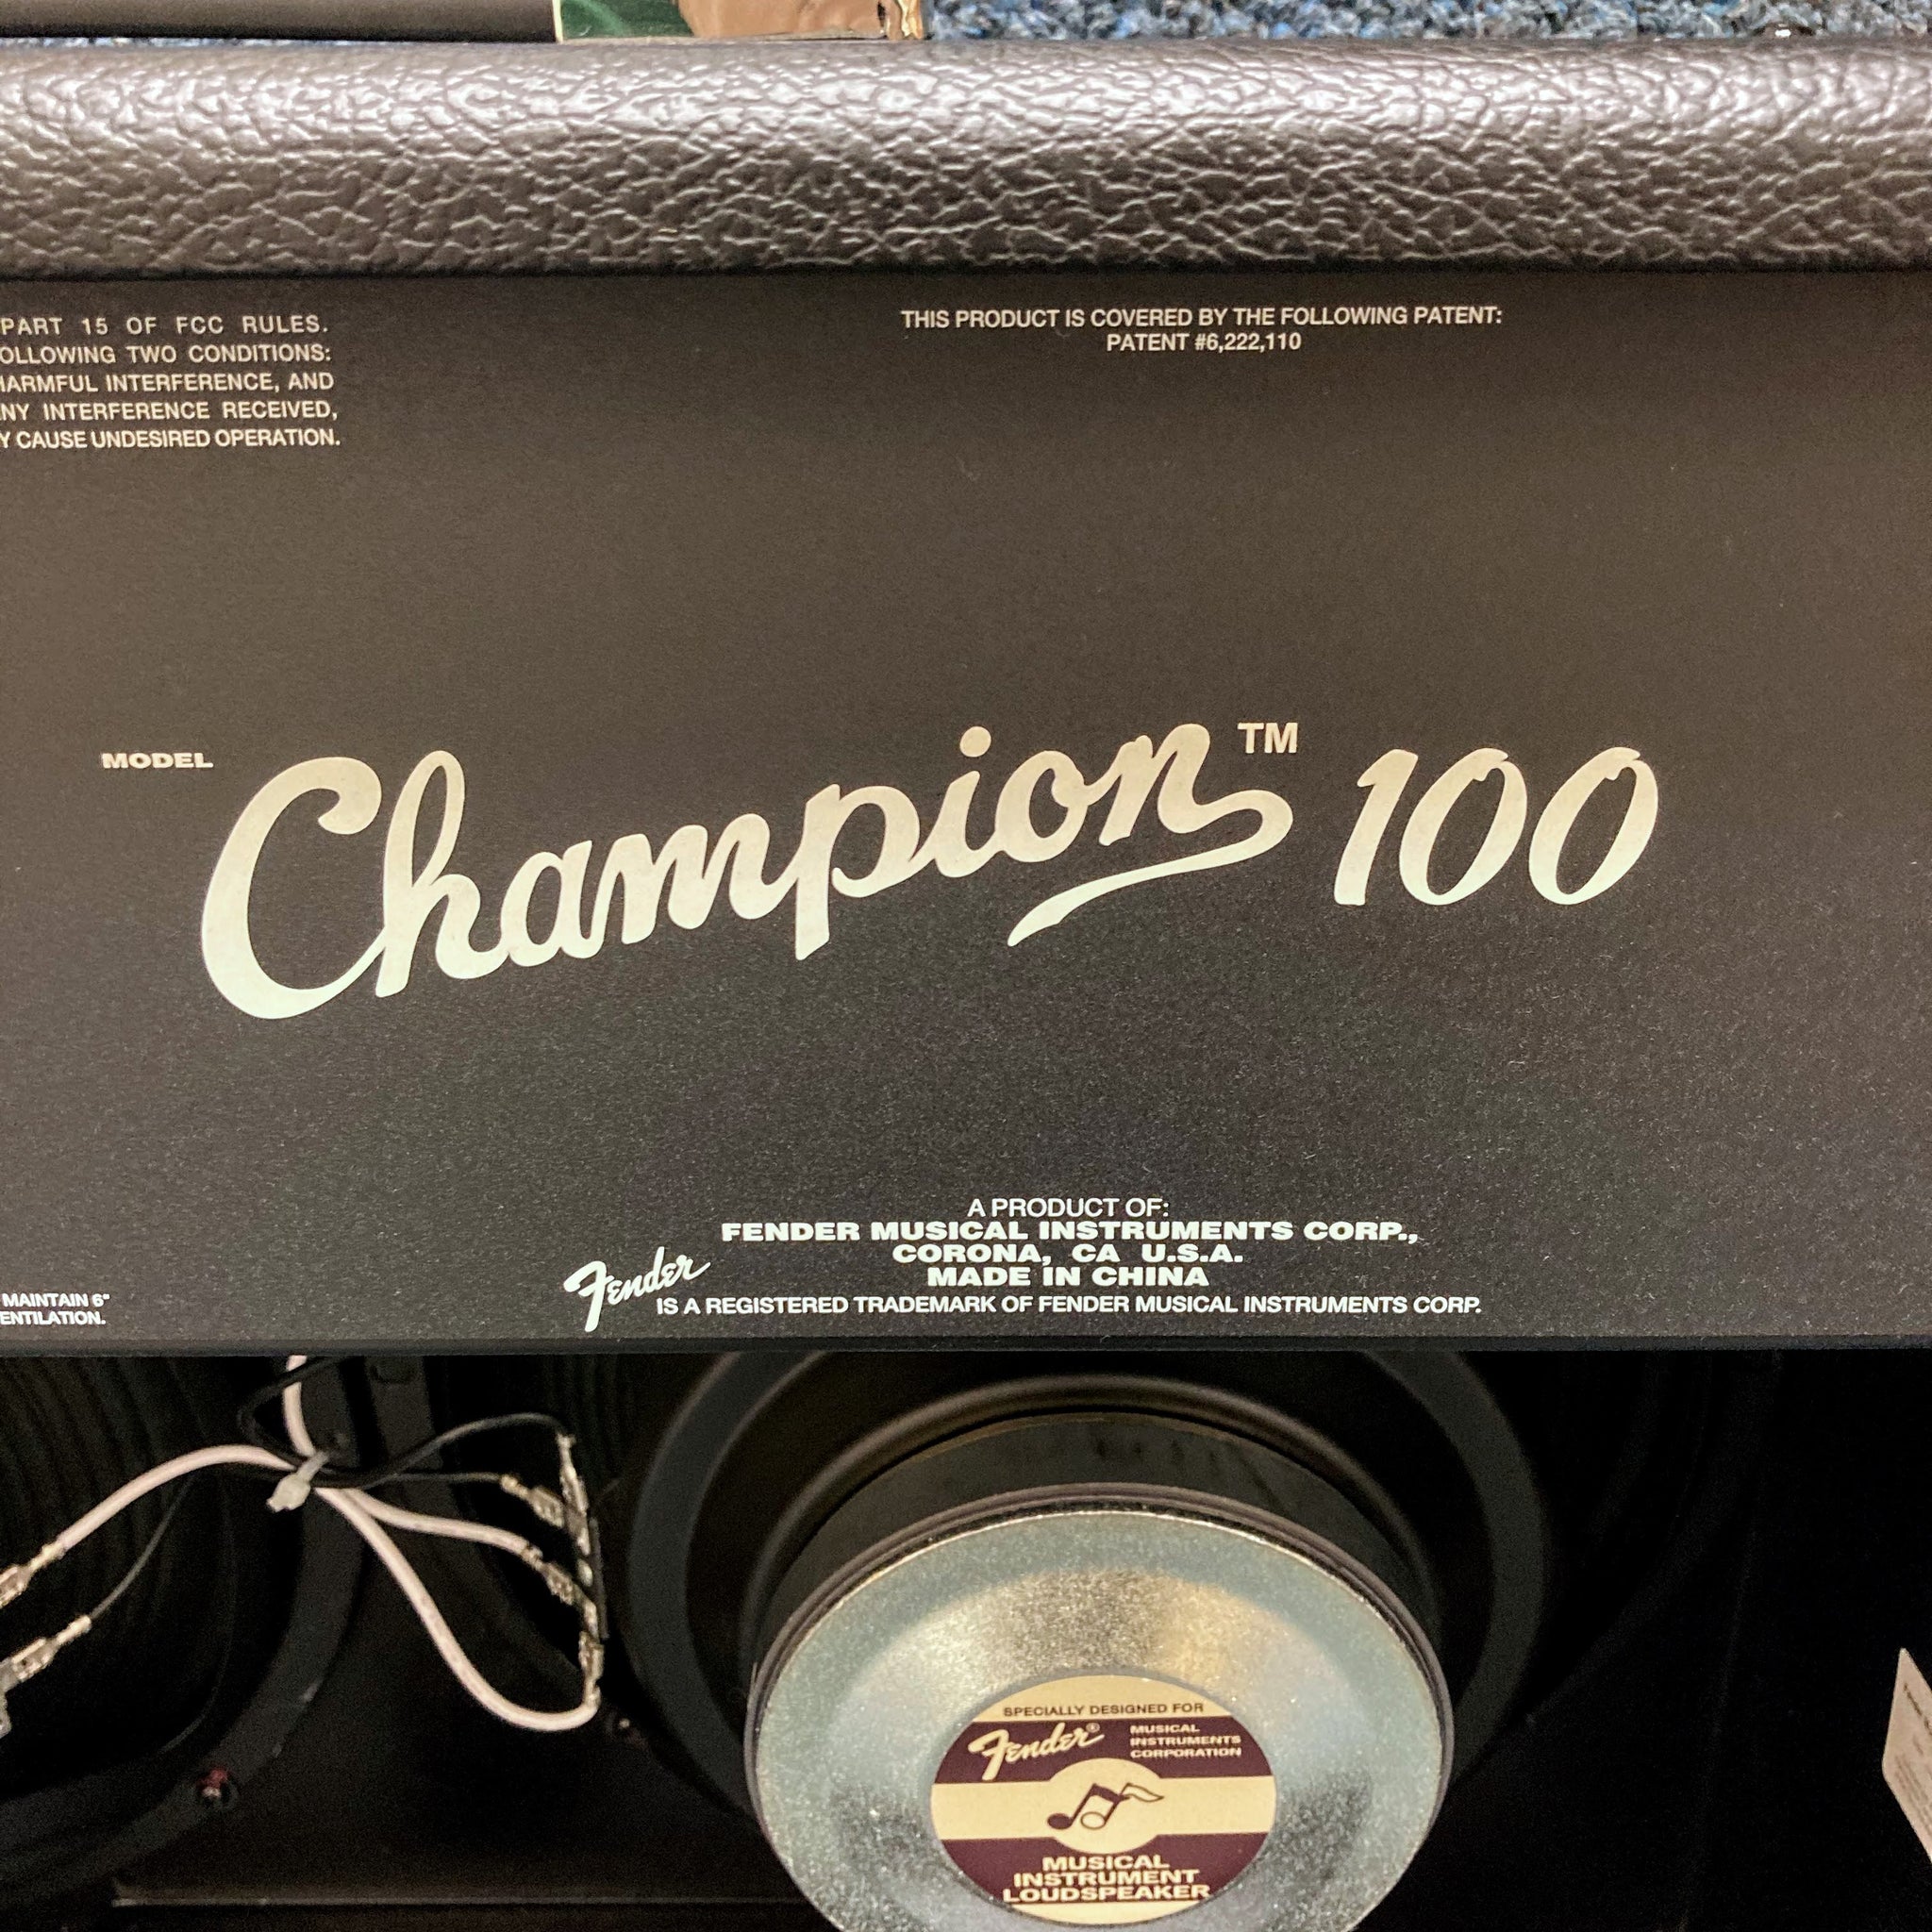 PART 15 OF FCC RULES.
OLLOWING TWO CONDITIONS:
HARMFUL INTERFERENCE, AND
NY INTERFERENCE RECEIVED,
Y CAUSE UNDESIRED OPERATION.
THIS PRODUCT IS COVERED BY THE FOLLOWING PATENT:
PATENT #6,222,110
MODEL
Champion™ 100
A PRODUCT OF:
FENDER MUSICAL INSTRUMENTS CORP.,
CORONA, CA U.S.A.
MADE IN CHINA
Fender IS A REGISTERED TRADEMARK OF FENDER MUSICAL INSTRUMENTS CORP.
MAINTAIN 6"
ENTILATION.
SPECIALLY DESIGNED FOR
Fender®
MUSICAL
INSTRUMENTS
CORPORATION
MUSICAL
INSTRUMENT
LOUDSPEAKER